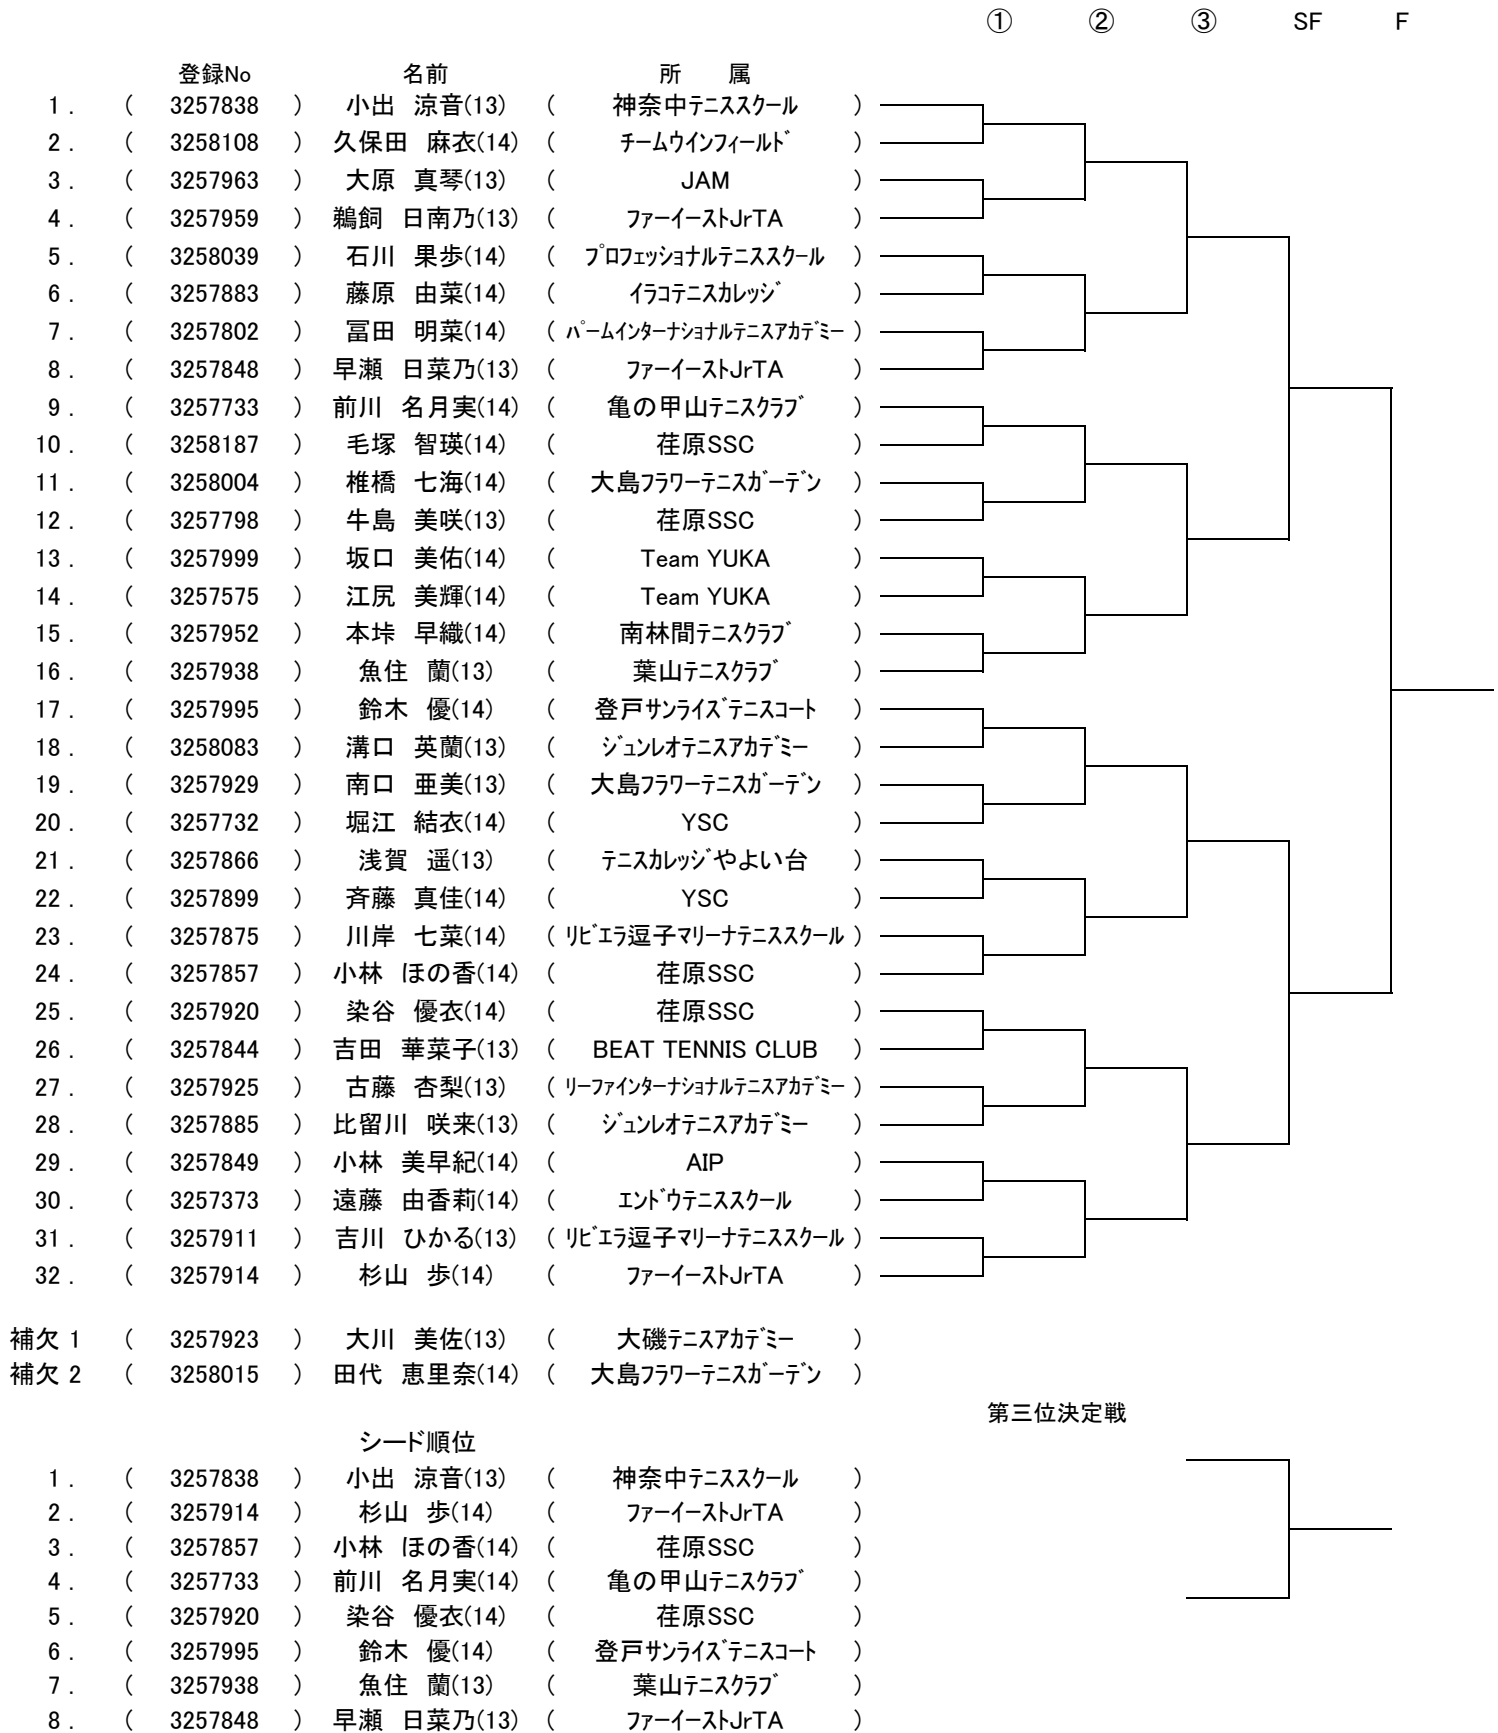 ① ② ③ SF F
登録No 名前 所 属
1 . ( 3257838 ) 小出 涼音(13) ( 神奈中テニススクール )
2 . ( 3258108 ) 久保田 麻衣(14) ( チームウインフィールド )
3 . ( 3257963 ) 大原 真琴(13) ( JAM )
4 . ( 3257959 ) 鵜飼 日南乃(13) ( ファーイーストJrTA )
5 . ( 3258039 ) 石川 果歩(14) ( プロフェッショナルテニススクール )
6 . ( 3257883 ) 藤原 由菜(14) ( イラコテニスカレッジ )
7 . ( 3257802 ) 冨田 明菜(14) ( パームインターナショナルテニスアカデミー )
8 . ( 3257848 ) 早瀬 日菜乃(13) ( ファーイーストJrTA )
9 . ( 3257733 ) 前川 名月実(14) ( 亀の甲山テニスクラブ )
10 . ( 3258187 ) 毛塚 智瑛(14) ( 荏原SSC )
11 . ( 3258004 ) 椎橋 七海(14) ( 大島フラワーテニスガーデン )
12 . ( 3257798 ) 牛島 美咲(13) ( 荏原SSC )
13 . ( 3257999 ) 坂口 美佑(14) ( Team YUKA )
14 . ( 3257575 ) 江尻 美輝(14) ( Team YUKA )
15 . ( 3257952 ) 本垰 早織(14) ( 南林間テニスクラブ )
16 . ( 3257938 ) 魚住 蘭(13) ( 葉山テニスクラブ )
17 . ( 3257995 ) 鈴木 優(14) ( 登戸サンライズテニスコート )
18 . ( 3258083 ) 溝口 英蘭(13) ( ジュンレオテニスアカデミー )
19 . ( 3257929 ) 南口 亜美(13) ( 大島フラワーテニスガーデン )
20 . ( 3257732 ) 堀江 結衣(14) ( YSC )
21 . ( 3257866 ) 浅賀 遥(13) ( テニスカレッジやよい台 )
22 . ( 3257899 ) 斉藤 真佳(14) ( YSC )
23 . ( 3257875 ) 川岸 七菜(14) ( リビエラ逗子マリーナテニススクール )
24 . ( 3257857 ) 小林 ほの香(14) ( 荏原SSC )
25 . ( 3257920 ) 染谷 優衣(14) ( 荏原SSC )
26 . ( 3257844 ) 吉田 華菜子(13) ( BEAT TENNIS CLUB )
27 . ( 3257925 ) 古藤 杏梨(13) ( リーファインターナショナルテニスアカデミー )
28 . ( 3257885 ) 比留川 咲来(13) ( ジュンレオテニスアカデミー )
29 . ( 3257849 ) 小林 美早紀(14) ( AIP )
30 . ( 3257373 ) 遠藤 由香莉(14) ( エンドウテニススクール )
31 . ( 3257911 ) 吉川 ひかる(13) ( リビエラ逗子マリーナテニススクール )
32 . ( 3257914 ) 杉山 歩(14) ( ファーイーストJrTA )
補欠 1 ( 3257923 ) 大川 美佐(13) ( 大磯テニスアカデミー )
補欠 2 ( 3258015 ) 田代 恵里奈(14) ( 大島フラワーテニスガーデン )
第三位決定戦
シード順位
1 . ( 3257838 ) 小出 涼音(13) ( 神奈中テニススクール )
2 . ( 3257914 ) 杉山 歩(14) ( ファーイーストJrTA )
3 . ( 3257857 ) 小林 ほの香(14) ( 荏原SSC )
4 . ( 3257733 ) 前川 名月実(14) ( 亀の甲山テニスクラブ )
5 . ( 3257920 ) 染谷 優衣(14) ( 荏原SSC )
6 . ( 3257995 ) 鈴木 優(14) ( 登戸サンライズテニスコート )
7 . ( 3257938 ) 魚住 蘭(13) ( 葉山テニスクラブ )
8 . ( 3257848 ) 早瀬 日菜乃(13) ( ファーイーストJrTA )